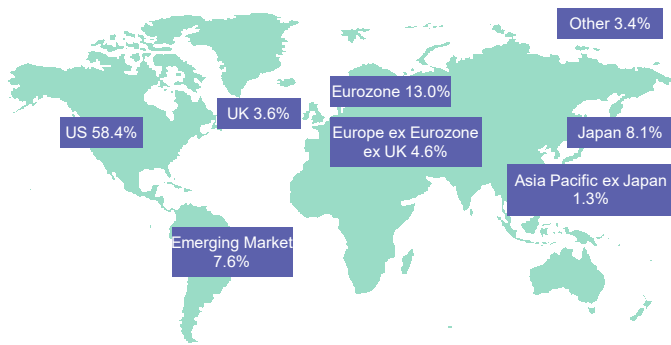 Other 3.4%
Eurozone 13.0%
UK 3.6%
US 58.4%
Europe ex Eurozone
ex UK 4.6%
Japan 8.1%
Asia Pacific ex Japan
1.3%
Emerging Market
7.6%